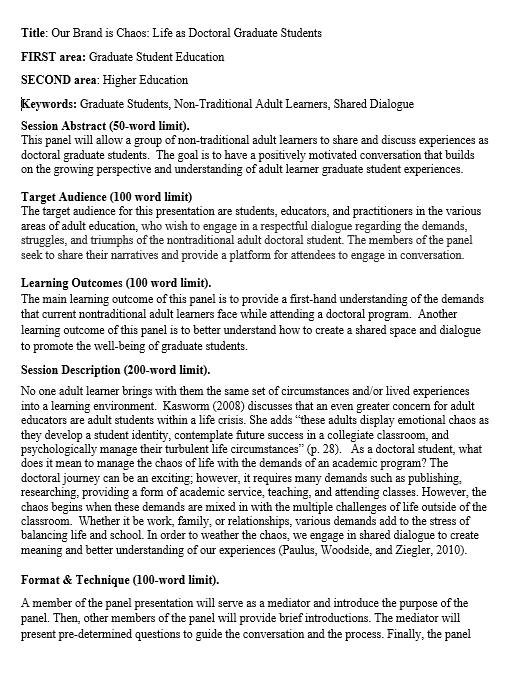 Title: Our Brand is Chaos: Life as Doctoral Graduate Students
FIRST area: Graduate Student Education
SECOND area: Higher Education
Keywords: Graduate Students, Non-Traditional Adult Learners, Shared Dialogue
Session Abstract (50-word limit).
This panel will allow a group of non-traditional adult learners to share and discuss experiences as
doctoral graduate students.  The goal is to have a positively motivated conversation that builds
on the growing perspective and understanding of adult learner graduate student experiences.
Target Audience (100 word limit)
The target audience for this presentation are students, educators, and practitioners in the various
areas of adult education, who wish to engage in a respectful dialogue regarding the demands,
struggles, and triumphs of the nontraditional adult doctoral student. The members of the panel
seek to share their narratives and provide a platform for attendees to engage in conversation.
Learning Outcomes (100 word limit).
The main learning outcome of this panel is to provide a first-hand understanding of the demands
that current nontraditional adult learners face while attending a doctoral program.  Another
learning outcome of this panel is to better understand how to create a shared space and dialogue
to promote the well-being of graduate students.
Session Description (200-word limit).
No one adult learner brings with them the same set of circumstances and/or lived experiences
into a learning environment.  Kasworm (2008) discusses that an even greater concern for adult
educators are adult students within a life crisis. She adds “these adults display emotional chaos as
they develop a student identity, contemplate future success in a collegiate classroom, and
psychologically manage their turbulent life circumstances” (p. 28).   As a doctoral student, what
does it mean to manage the chaos of life with the demands of an academic program? The
doctoral journey can be an exciting; however, it requires many demands such as publishing,
researching, providing a form of academic service, teaching, and attending classes. However, the
chaos begins when these demands are mixed in with the multiple challenges of life outside of the
classroom.  Whether it be work, family, or relationships, various demands add to the stress of
balancing life and school. In order to weather the chaos, we engage in shared dialogue to create
meaning and better understanding of our experiences (Paulus, Woodside, and Ziegler, 2010).
Format & Technique (100-word limit).
A member of the panel presentation will serve as a mediator and introduce the purpose of the
panel. Then, other members of the panel will provide brief introductions. The mediator will
present pre-determined questions to guide the conversation and the process. Finally, the panel